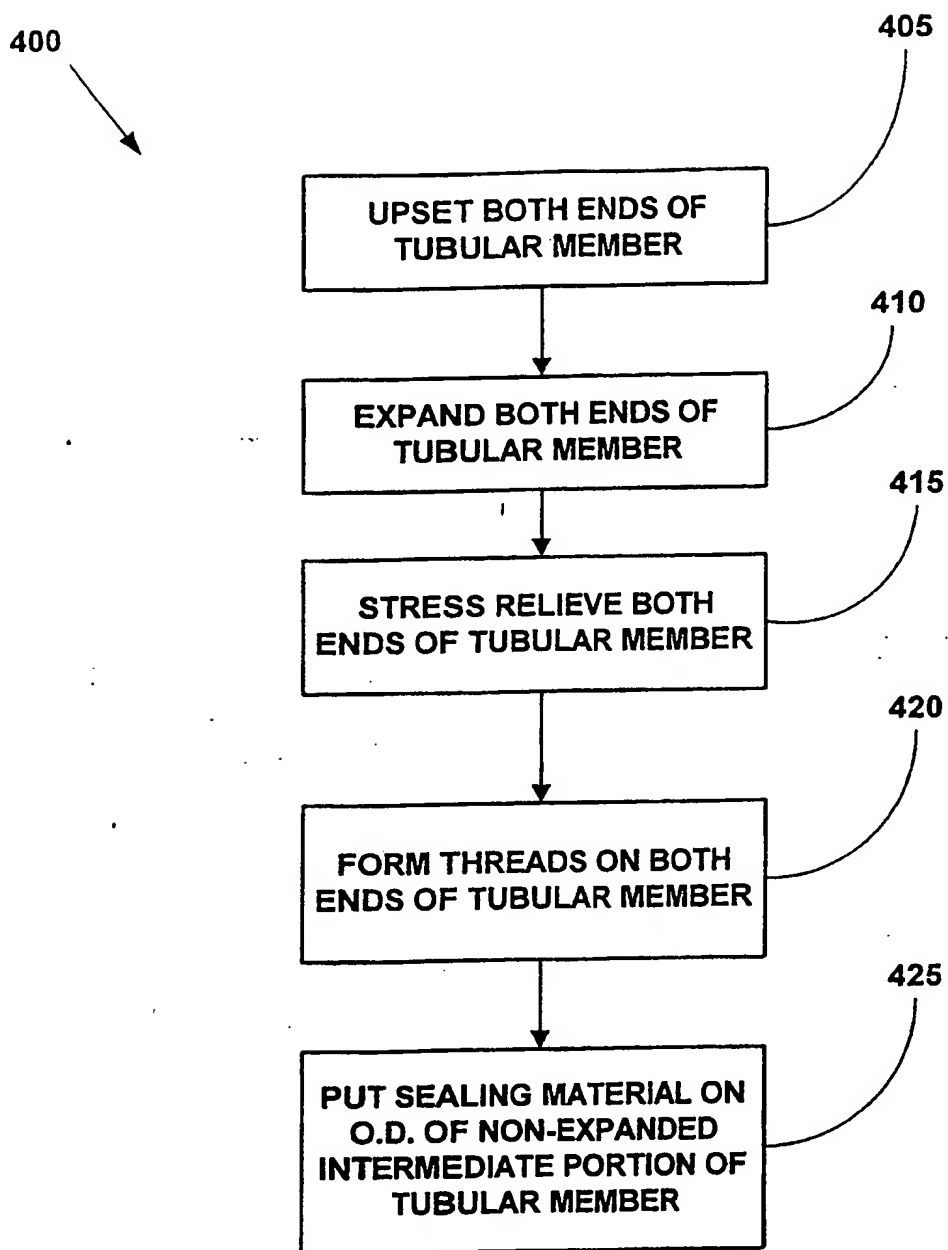 400
405
UPSET BOTH ENDS OF
TUBULAR MEMBER
410
EXPAND BOTH ENDS OF
TUBULAR MEMBER
415
STRESS RELIEVE BOTH
ENDS OF TUBULAR MEMBER
420
FORM THREADS ON BOTH
ENDS OF TUBULAR MEMBER
425
PUT SEALING MATERIAL ON
O.D. OF NON-EXPANDED
INTERMEDIATE PORTION OF
TUBULAR MEMBER